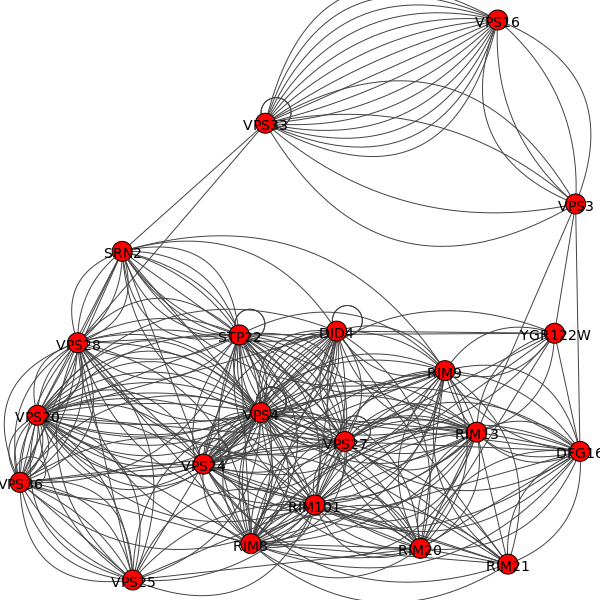 VPS16
VPS33
VPS3
SRN2
STP22
DID4
YGR122W
VPS28
RIM9
VPS4
VPS20
RIM13
VPS27
DFG16
VPS24
VPS36
RIM101
RIM8
RIM20
RIM21
VPS25